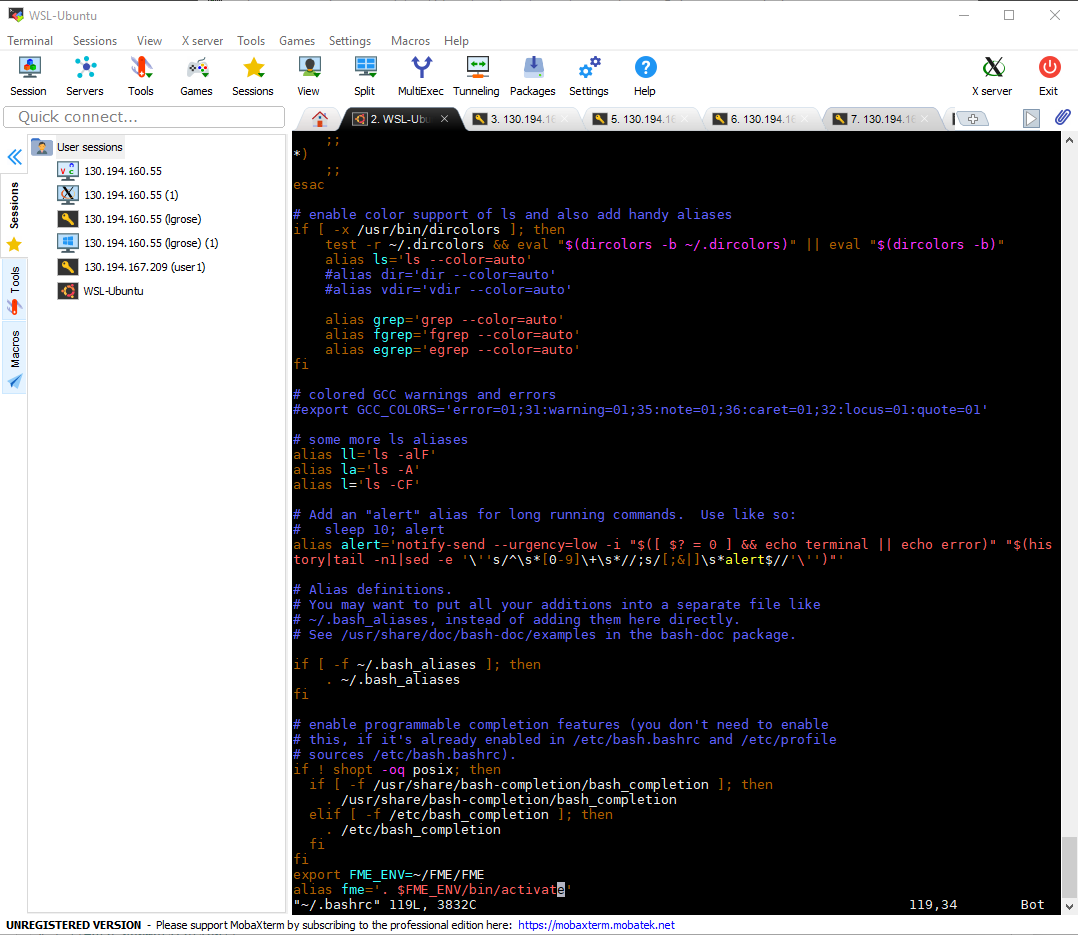 WSL-Ubuntu
Terminal Sessions View X server Tools Games Settings Macros Help
Session Servers Tools Games Sessions View Split MultiExec Tunneling Packages Settings Help X server Exit
Quick connect...
2. WSL-Ubu 3. 130.194.16 5. 130.194.16 6. 130.194.16 7. 130.194.16
User sessions
130.194.160.55
130.194.160.55 (1)
130.194.160.55 (lgrose)
130.194.160.55 (lgrose) (1)
130.194.167.209 (user1)
WSL-Ubuntu
Sessions
Tools
Macros
;;
*)
;;
esac
# enable color support of ls and also add handy aliases
if [ -x /usr/bin/dircolors ]; then
test -r ~/.dircolors && eval "$(dircolors -b ~/.dircolors)" || eval "$(dircolors -b)"
alias ls='ls --color=auto'
#alias dir='dir --color=auto'
#alias vdir='vdir --color=auto'
alias grep='grep --color=auto'
alias fgrep='fgrep --color=auto'
alias egrep='egrep --color=auto'
fi
# colored GCC warnings and errors
#export GCC_COLORS='error=01;31:warning=01;35:note=01;36:caret=01;32:locus=01:quote=01'
# some more ls aliases
alias ll='ls -alF'
alias la='ls -A'
alias l='ls -CF'
# Add an "alert" alias for long running commands.  Use like so:
#   sleep 10; alert
alias alert='notify-send --urgency=low -i "$([ $? = 0 ] && echo terminal || echo error)" "$(his
tory|tail -n1|sed -e '\''s/^\s*[0-9]\+\s*//;s/[;&|]\s*alert$//'\'')"'
# Alias definitions.
# You may want to put all your additions into a separate file like
# ~/.bash_aliases, instead of adding them here directly.
# See /usr/share/doc/bash-doc/examples in the bash-doc package.
if [ -f ~/.bash_aliases ]; then
. ~/.bash_aliases
fi
# enable programmable completion features (you don't need to enable
# this, if it's already enabled in /etc/bash.bashrc and /etc/profile
# sources /etc/bash.bashrc).
if ! shopt -oq posix; then
if [ -f /usr/share/bash-completion/bash_completion ]; then
. /usr/share/bash-completion/bash_completion
elif [ -f /etc/bash_completion ]; then
. /etc/bash_completion
fi
fi
export FME_ENV=~/FME/FME
alias fme='. $FME_ENV/bin/activate'
"~/.bashrc" 119L, 3832C 119,34 Bot
UNREGISTERED VERSION - Please support MobaXterm by subscribing to the professional edition here: https://mobaxterm.mobatek.net